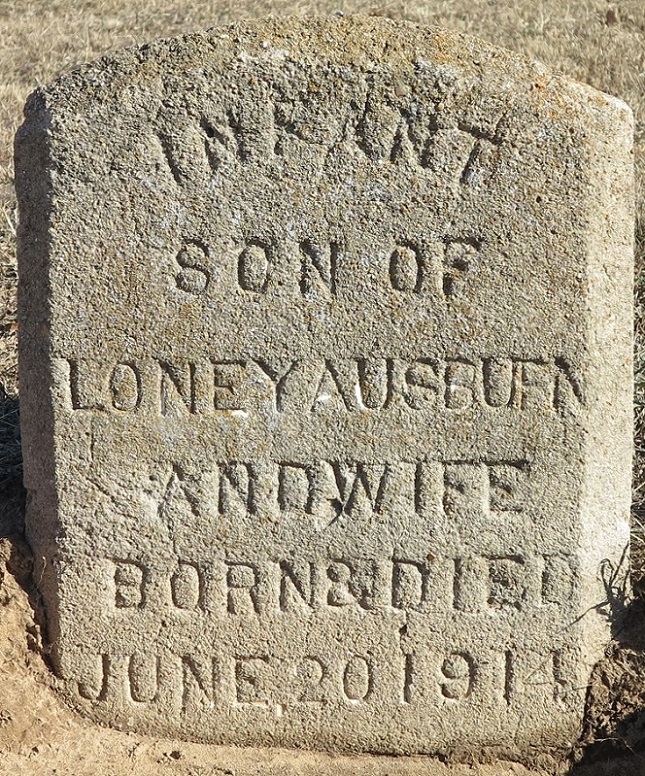 INFANT
SON OF
LONEY AUSBURN
AND WIFE
BORN & DIED
JUNE 20 1914